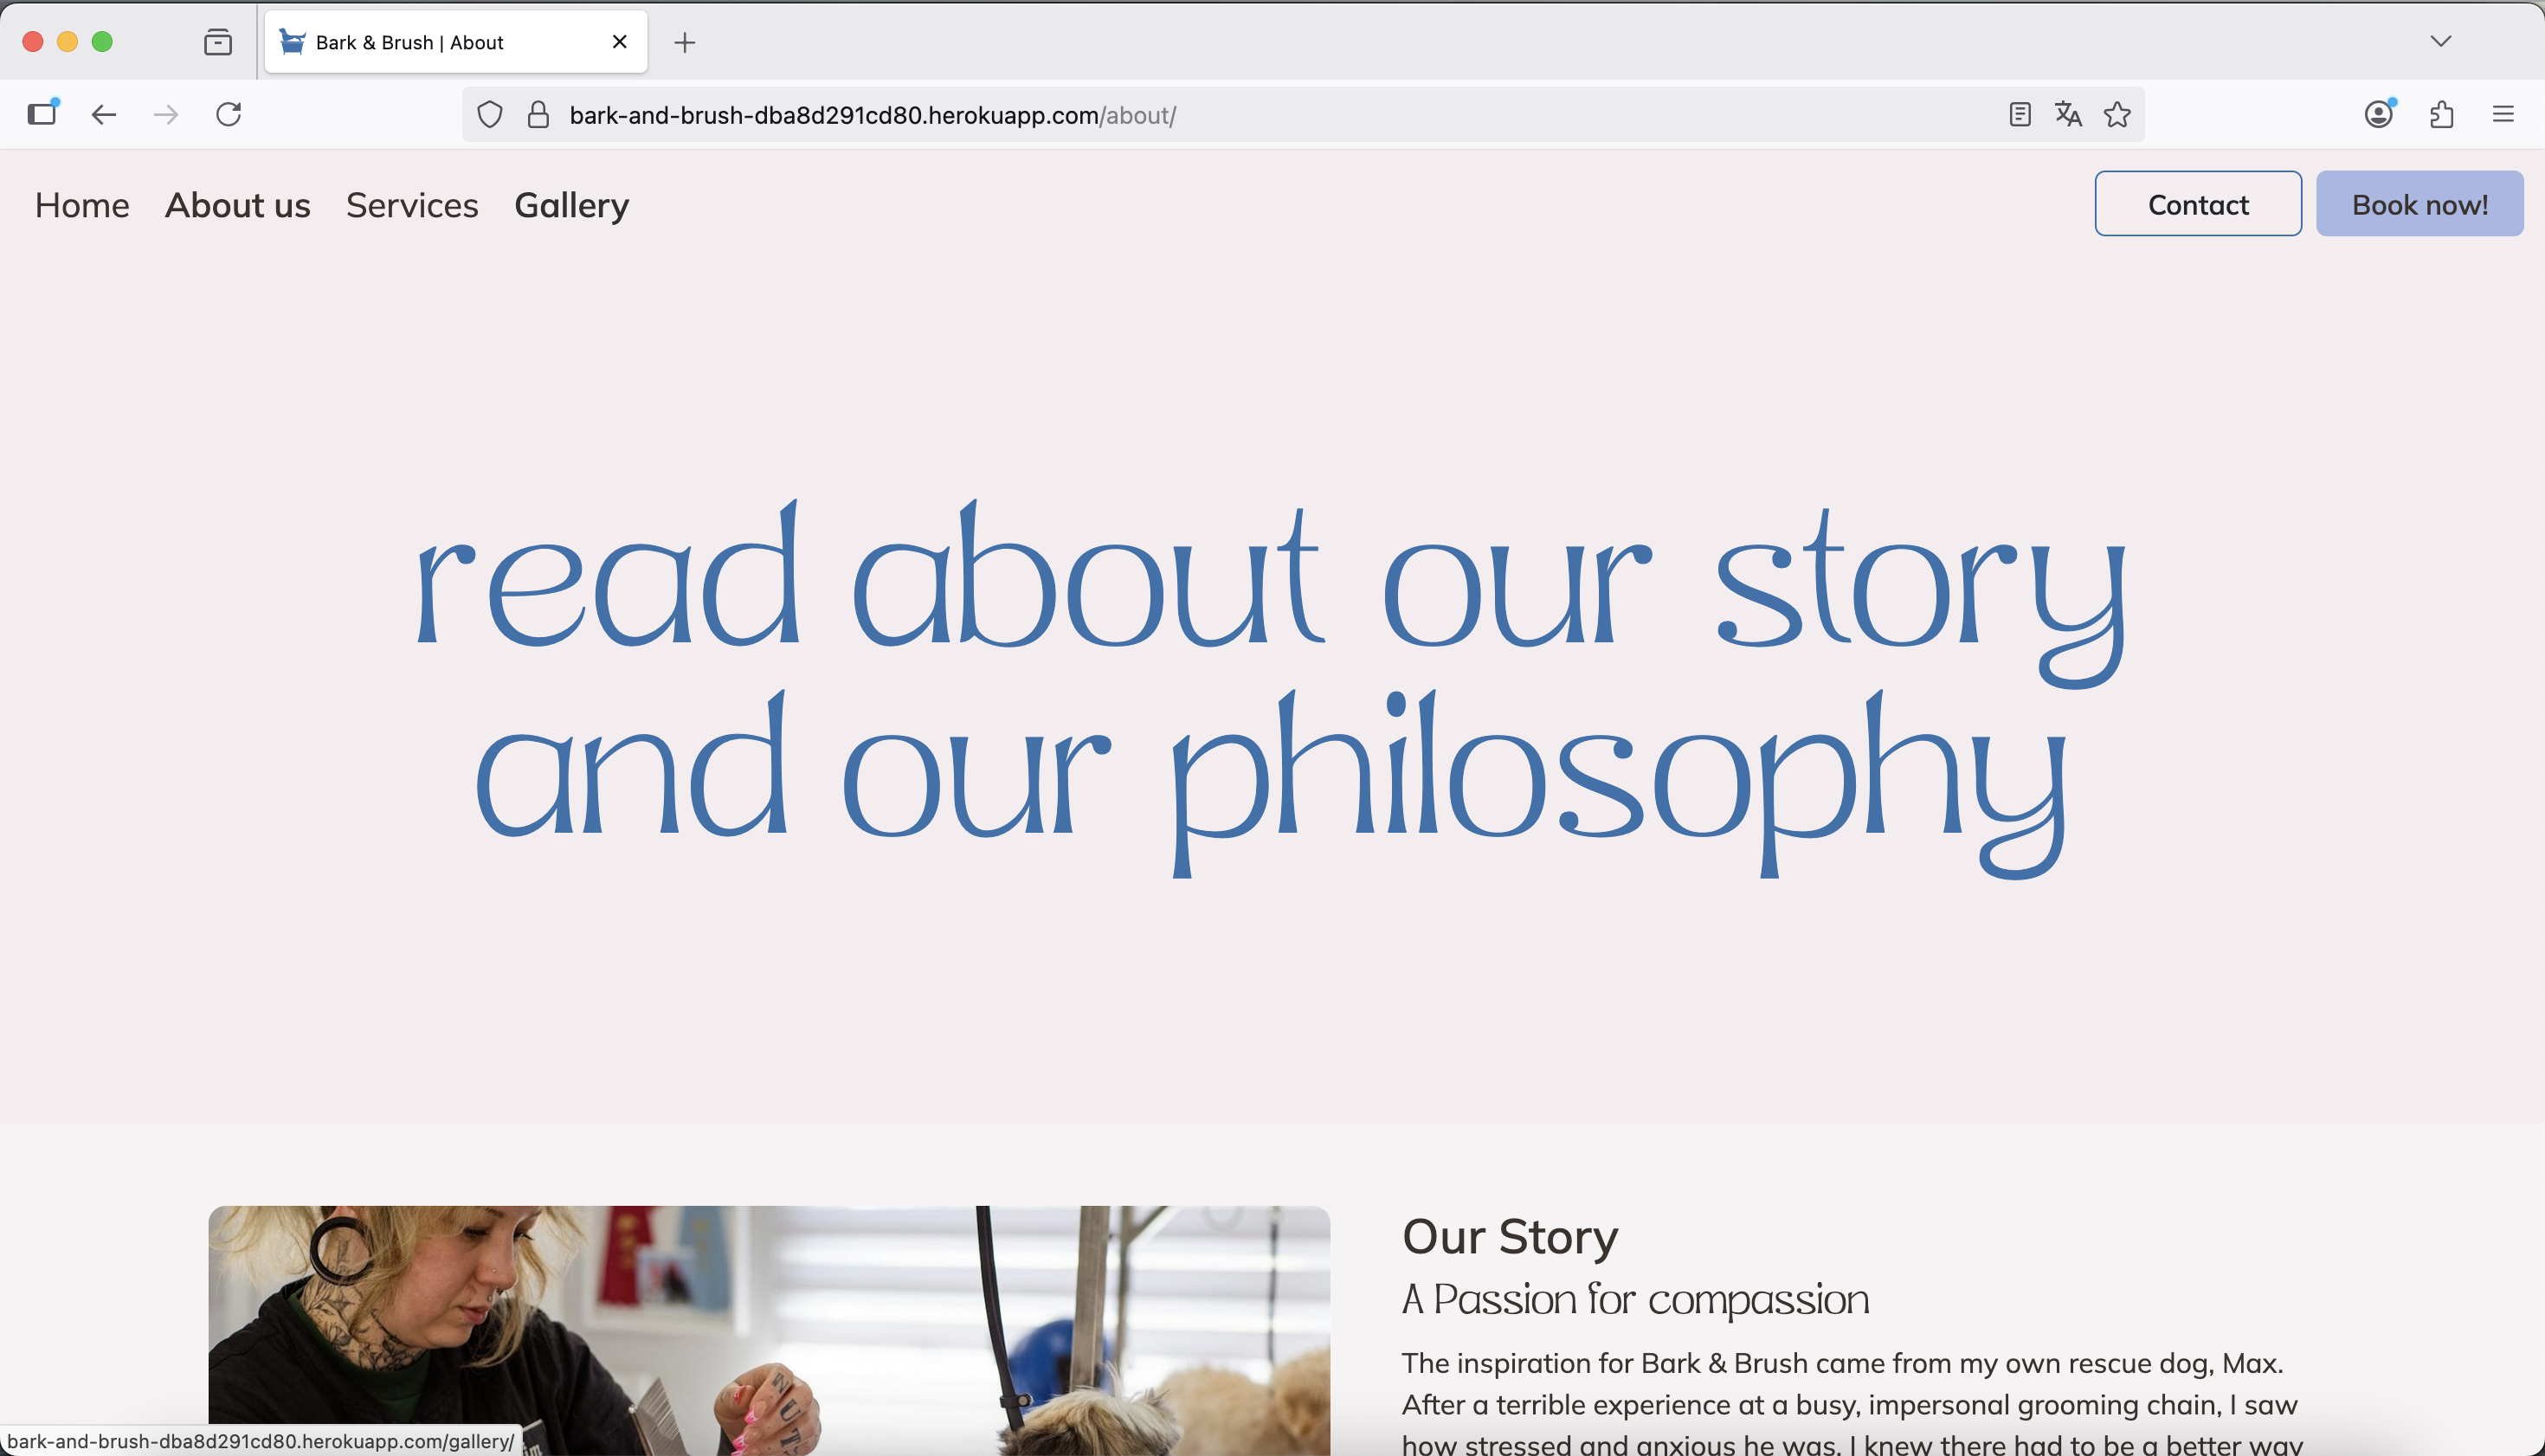 Bark & Brush | About
bark-and-brush-dba8d291cd80.herokuapp.com/about/
Home About us Services Gallery Contact Book now!
read about our story
and our philosophy
Our Story
A Passion for compassion
The inspiration for Bark & Brush came from my own rescue dog, Max.
After a terrible experience at a busy, impersonal grooming chain, I saw
how stressed and anxious he was. I knew there had to be a better way
bark-and-brush-dba8d291cd80.herokuapp.com/gallery/